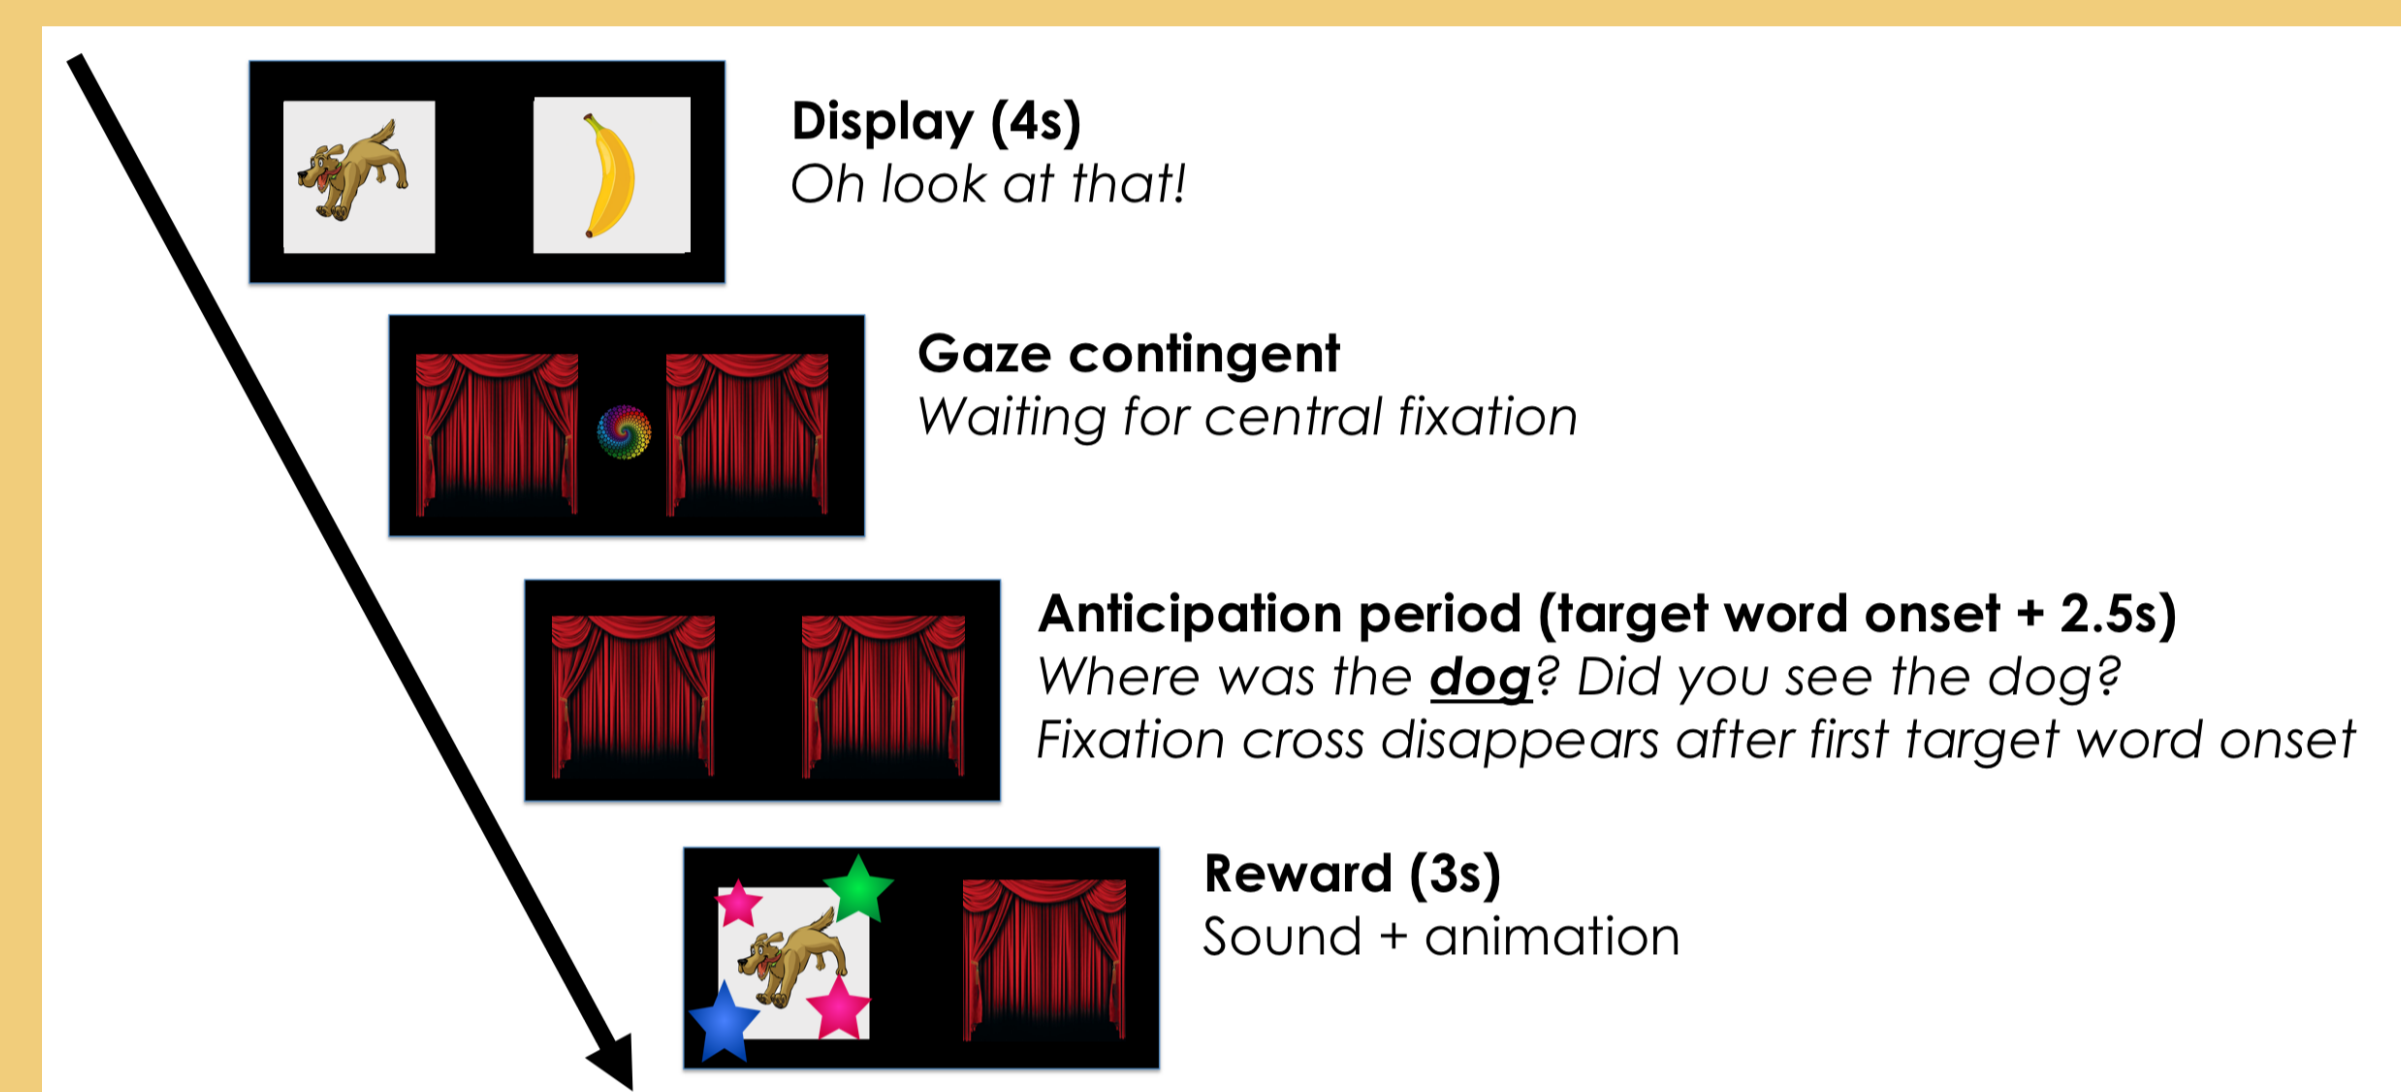 Display (4s)
Oh look at that!
Gaze contingent
Waiting for central fixation
Anticipation period (target word onset + 2.5s)
Where was the dog? Did you see the dog?
Fixation cross disappears after first target word onset
Reward (3s)
Sound + animation